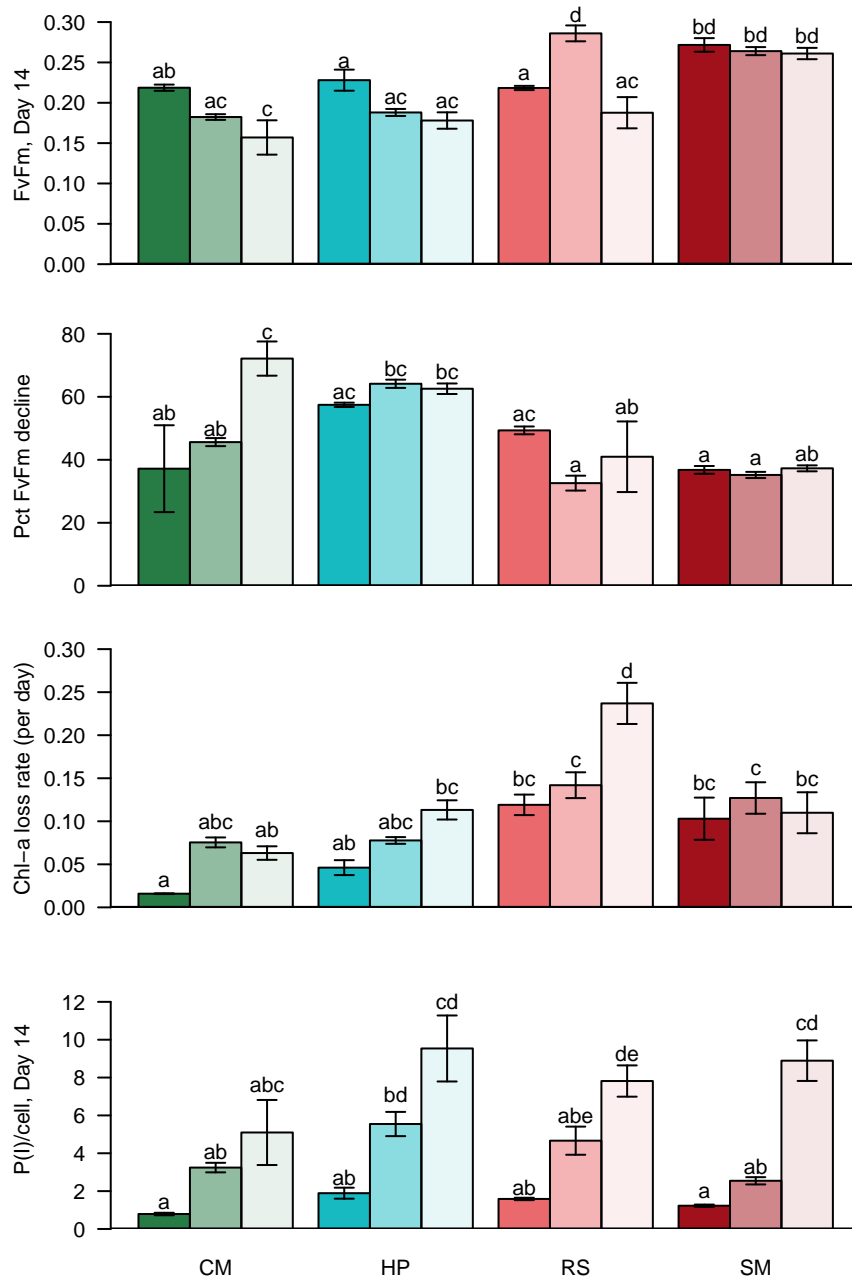 FvFm, Day 14
0.30
0.25
0.20
0.15
0.10
0.05
0.00
ab
ac
c
a
ac
ac
a
d
ac
bd
bd
bd
Pct FvFm decline
80
60
40
20
0
ab
ab
c
ac
bc
bc
ac
a
ab
a
a
ab
Chl−a loss rate (per day)
0.30
0.25
0.20
0.15
0.10
0.05
0.00
a
abc
ab
ab
abc
bc
bc
c
d
bc
c
bc
P(I)/cell, Day 14
12
10
8
6
4
2
0
a
ab
abc
ab
bd
cd
ab
abe
de
a
ab
cd
CM
HP
RS
SM